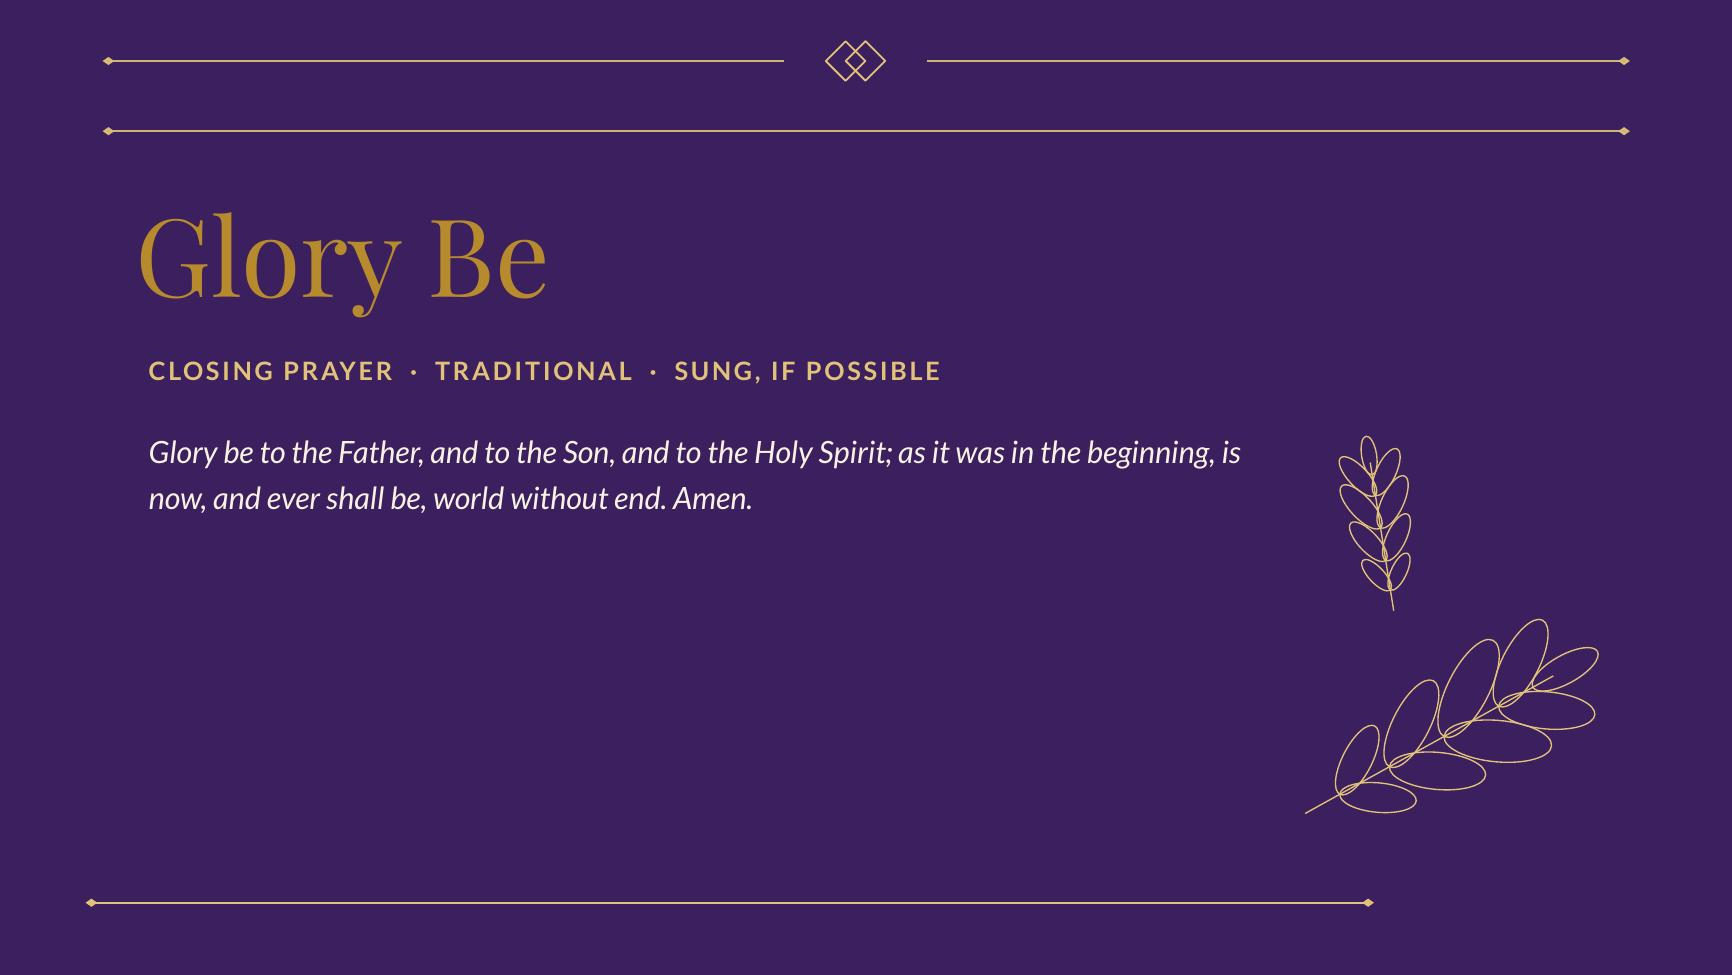 Glory Be
CLOSING PRAYER · TRADITIONAL · SUNG, IF POSSIBLE
Glory be to the Father, and to the Son, and to the Holy Spirit; as it was in the beginning, is
now, and ever shall be, world without end. Amen.